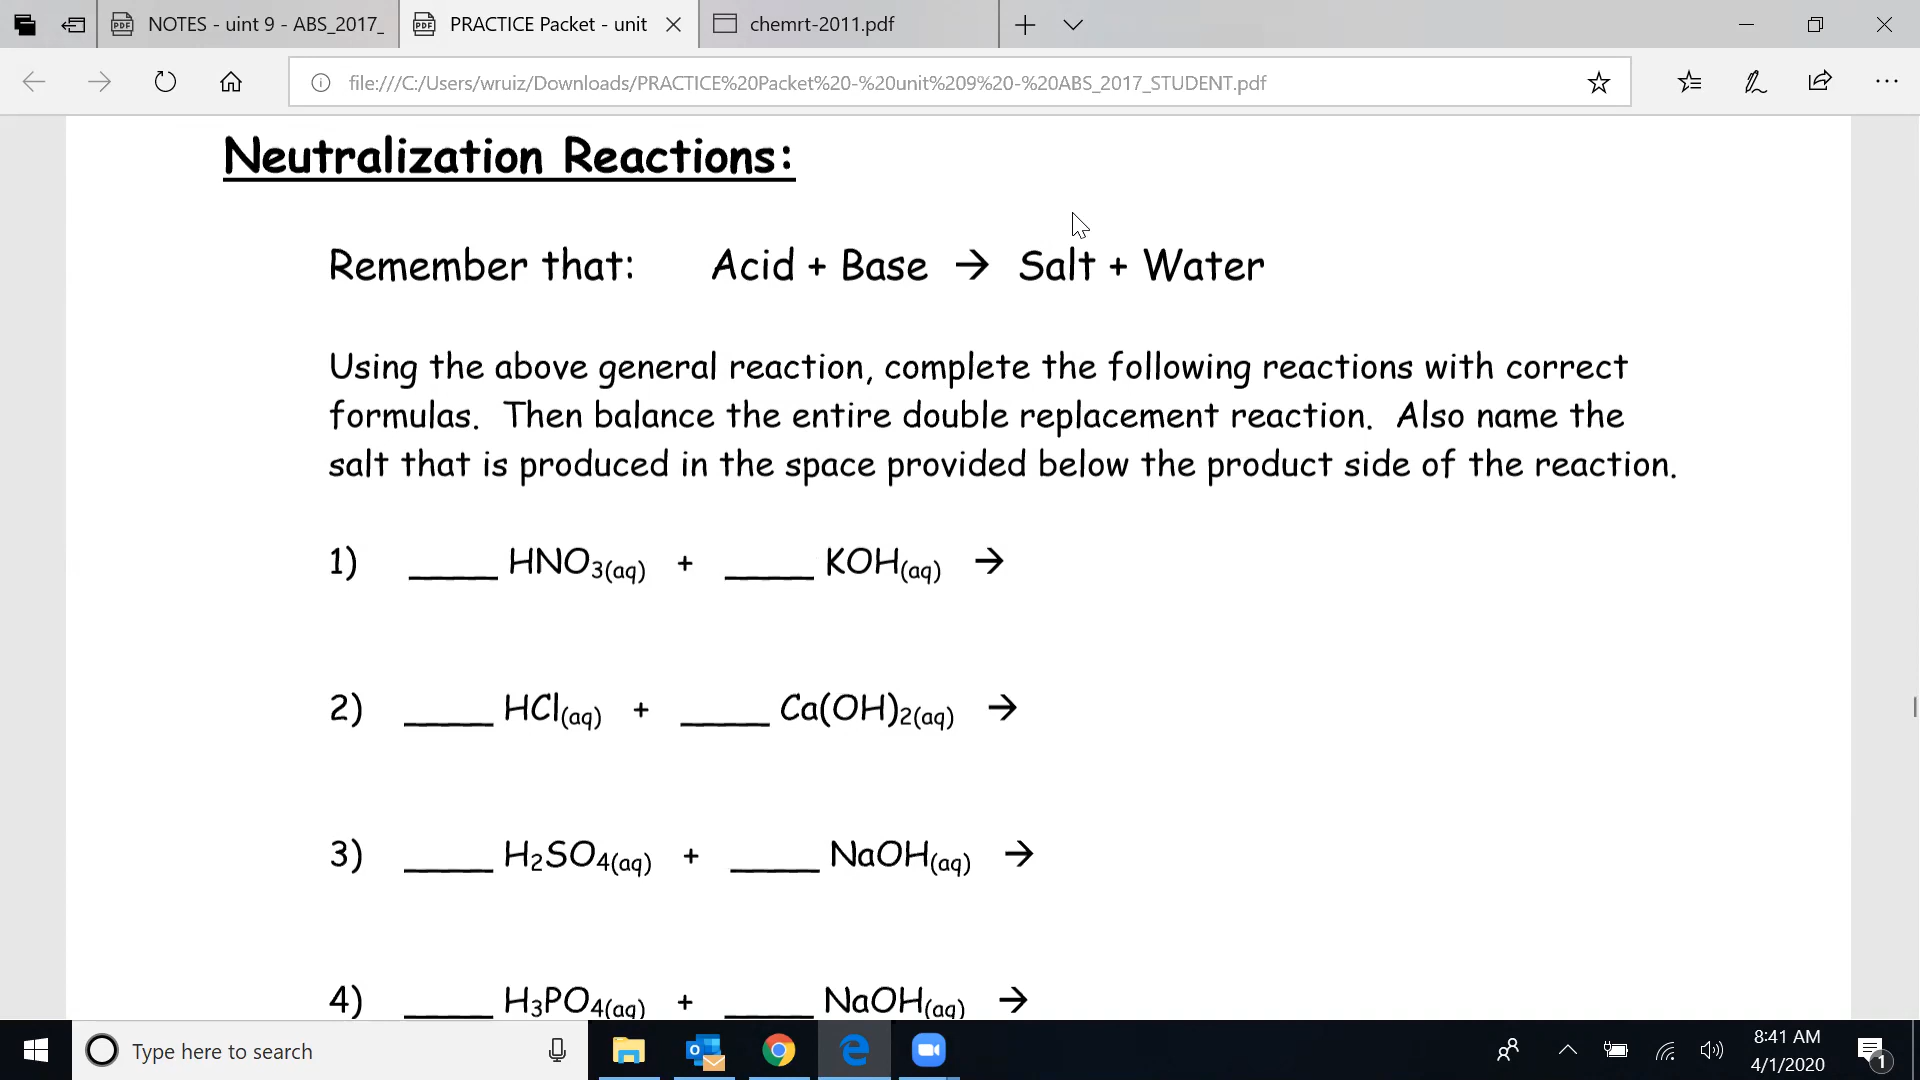 NOTES - uint 9 - ABS_2017_
PRACTICE Packet - unit
chemrt-2011.pdf
file:///C:/Users/wruiz/Downloads/PRACTICE%20Packet%20-%20unit%209%20-%20ABS_2017_STUDENT.pdf
Neutralization Reactions:
Remember that: Acid + Base → Salt + Water
Using the above general reaction, complete the following reactions with correct
formulas. Then balance the entire double replacement reaction. Also name the
salt that is produced in the space provided below the product side of the reaction.
1) ____ HNO₃(aq) + ____ KOH(aq) →
2) ____ HCl(aq) + ____ Ca(OH)₂(aq) →
3) ____ H₂SO₄(aq) + ____ NaOH(aq) →
4) ____ H₃PO₄(aq) + ____ NaOH(aq) →
Type here to search
8:41 AM
4/1/2020
1